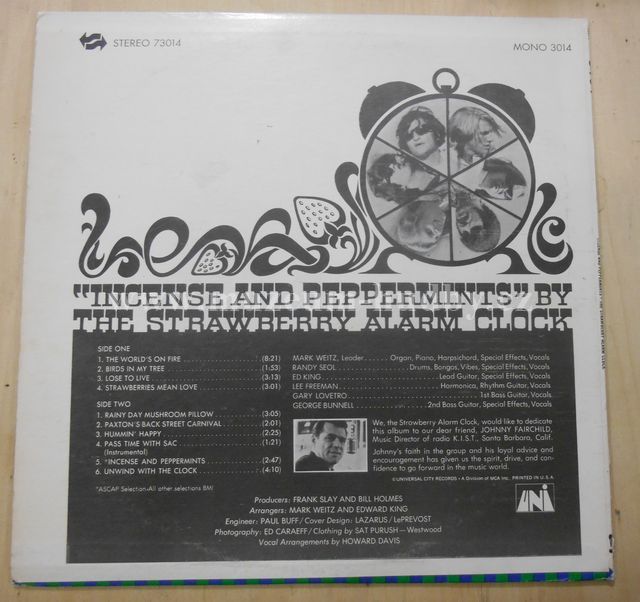 STEREO 73014
MONO 3014
"INCENSE AND PEPPERMINTS" BY
THE STRAWBERRY ALARM CLOCK
SIDE ONE
1. THE WORLD'S ON FIRE . . . . (8:21)
2. BIRDS IN MY TREE . . . . (1:53)
3. LOSE TO LIVE . . . . (3:13)
4. STRAWBERRIES MEAN LOVE . . . . (3:01)
SIDE TWO
1. RAINY DAY MUSHROOM PILLOW . . (3:05)
2. PAXTON'S BACK STREET CARNIVAL . . (2:01)
3. HUMMIN' HAPPY . . . . (2:25)
4. PASS TIME WITH SAC . . . . (1:21)
(Instrumental)
5. *INCENSE AND PEPPERMINTS . . . . (2:47)
6. UNWIND WITH THE CLOCK . . . . (4:10)
*ASCAP Selection-All other selections BMI
MARK WEITZ, Leader . . . . Organ, Piano, Harpsichord, Special Effects, Vocals
RANDY SEOL . . . . Drums, Bongos, Vibes, Special Effects, Vocals
ED KING . . . . Lead Guitar, Special Effects, Vocals
LEE FREEMAN . . . . Harmonica, Rhythm Guitar, Vocals
GARY LOVETRO . . . . 1st Bass Guitar, Vocals
GEORGE BUNNELL . . . . 2nd Bass Guitar, Special Effects, Vocals
We, the Strawberry Alarm Clock, would like to dedicate
this album to our dear friend, JOHNNY FAIRCHILD,
Music Director of radio K.I.S.T., Santa Barbara, Calif.
Johnny's faith in the group and his loyal advice and
encouragement has given us the spirit, drive, and con-
fidence to go forward in the music world.
©UNIVERSAL CITY RECORDS • A Division of MCA Inc. PRINTED IN U.S.A.
UNI
Producers: FRANK SLAY AND BILL HOLMES
Arrangers: MARK WEITZ AND EDWARD KING
Engineer: PAUL BUFF/Cover Design: LAZARUS/LePREVOST
Photography: ED CARAEFF/Clothing by SAT PURUSH—Westwood
Vocal Arrangements by HOWARD DAVIS